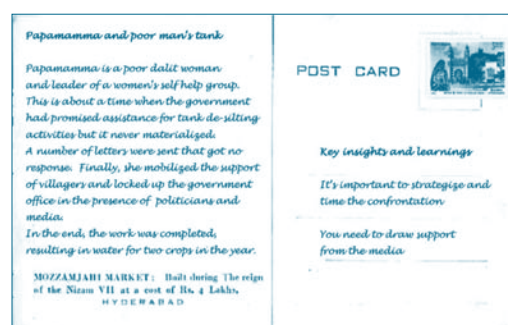 Papamamma and poor man's tank
Papamamma is a poor dalit woman
and leader of a women's self help group.
This is about a time when the government
had promised assistance for tank de-silting
activities but it never materialized.
A number of letters were sent that got no
response. Finally, she mobilized the support
of villagers and locked up the government
office in the presence of politicians and
media.
In the end, the work was completed,
resulting in water for two crops in the year.
MOZZAMJAHI MARKET: Built during The reign
of the Nizam VII at a cost of Rs. 4 Lakhs.
HYDERABAD
POST CARD
Key insights and learnings
It's important to strategize and
time the confrontation
You need to draw support
from the media